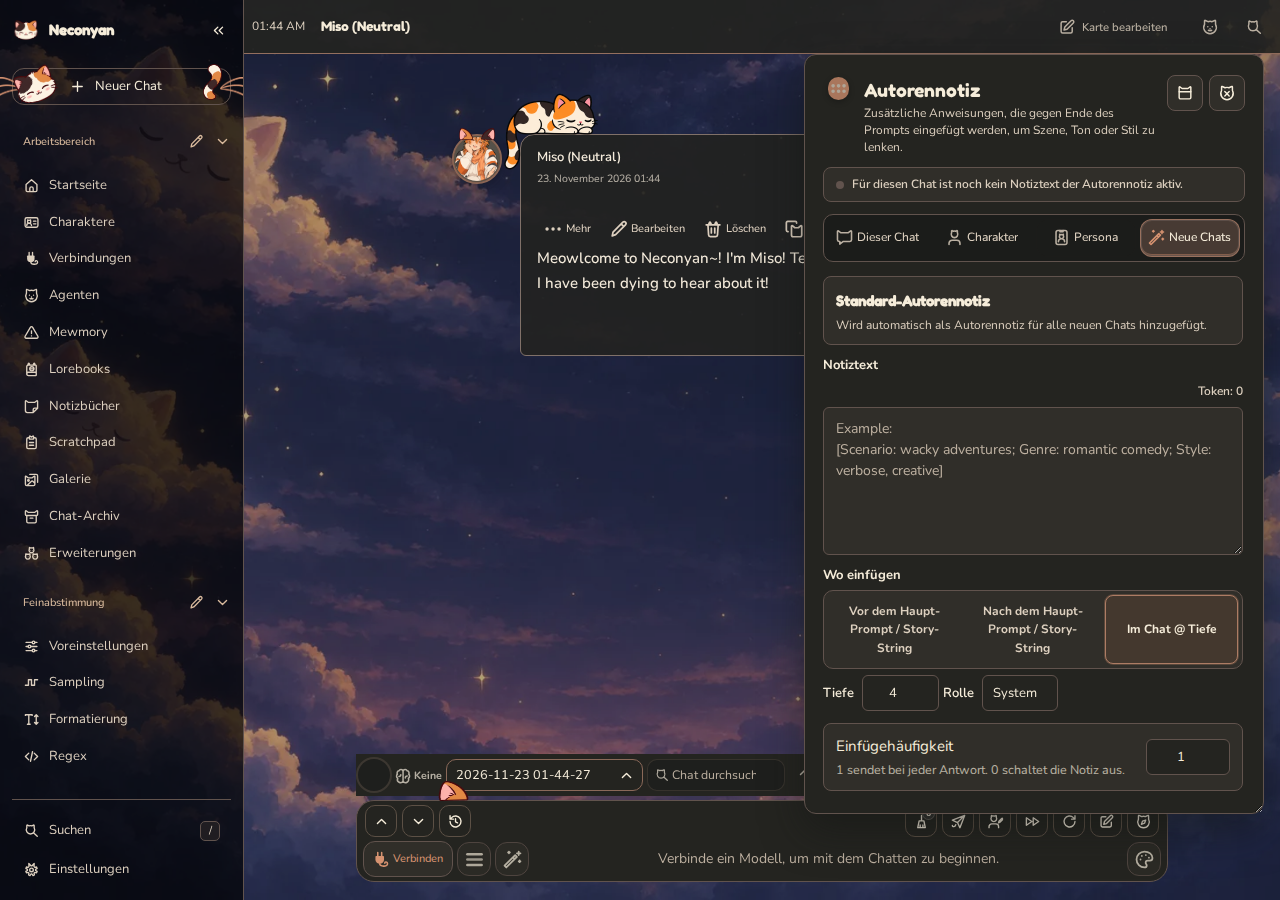 Neconyan
Neuer Chat
Arbeitsbereich
Startseite
Charaktere
Verbindungen
Agenten
Mewmory
Lorebooks
Notizbücher
Scratchpad
Galerie
Chat-Archiv
Erweiterungen
Feinabstimmung
Voreinstellungen
Sampling
Formatierung
Regex
Suchen
/
Einstellungen
01:44 AM Miso (Neutral)
Karte bearbeiten
Miso (Neutral)
23. November 2026 01:44
Mehr Bearbeiten Löschen
Meowlcome to Neconyan~! I'm Miso! Te
I have been dying to hear about it!
Keine 2026-11-23 01-44-27 Chat durchsuch
Verbinden
Verbinde ein Modell, um mit dem Chatten zu beginnen.
Autorennotiz
Zusätzliche Anweisungen, die gegen Ende des
Prompts eingefügt werden, um Szene, Ton oder Stil zu
lenken.
Für diesen Chat ist noch kein Notiztext der Autorennotiz aktiv.
Dieser Chat Charakter Persona Neue Chats
Standard-Autorennotiz
Wird automatisch als Autorennotiz für alle neuen Chats hinzugefügt.
Notiztext
Token: 0
Example:
[Scenario: wacky adventures; Genre: romantic comedy; Style:
verbose, creative]
Wo einfügen
Vor dem Haupt-
Prompt / Story-
String
Nach dem Haupt-
Prompt / Story-
String
Im Chat @ Tiefe
Tiefe 4 Rolle System
Einfügehäufigkeit
1 sendet bei jeder Antwort. 0 schaltet die Notiz aus.
1